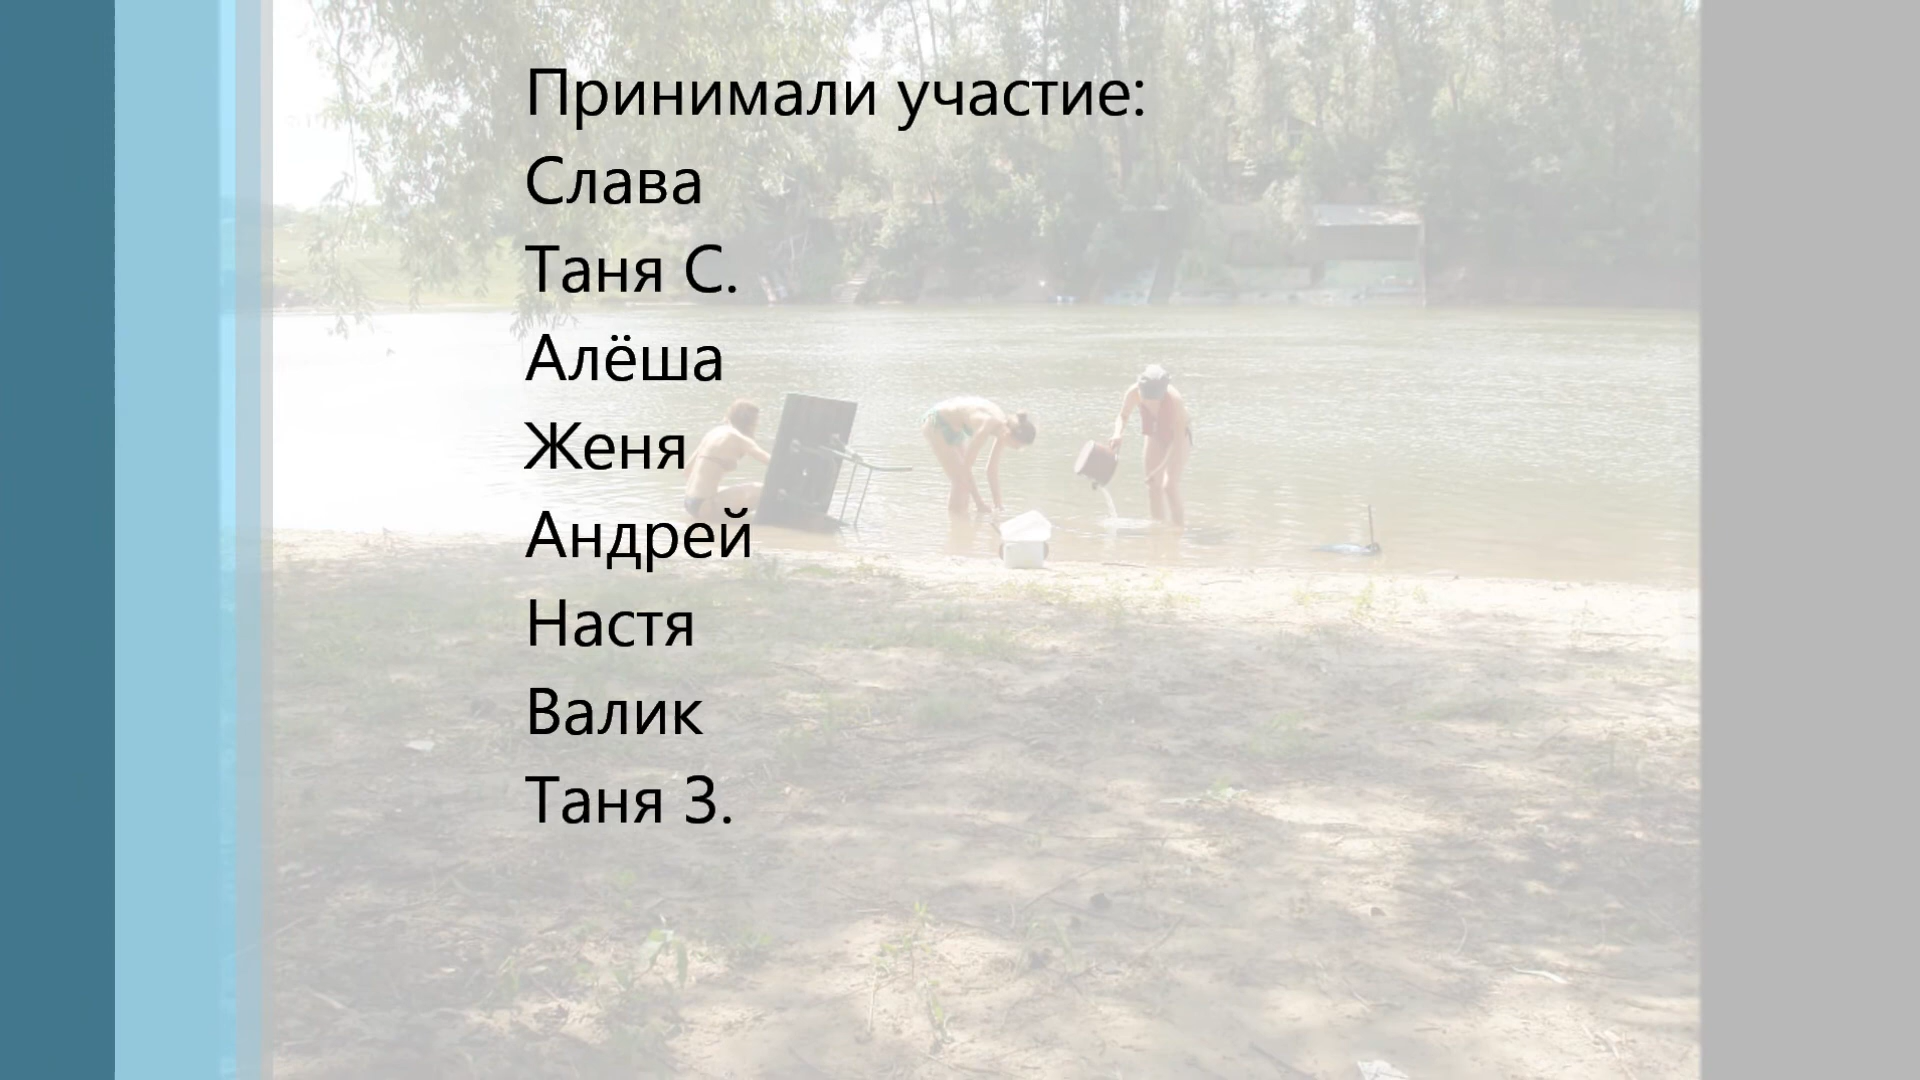 Принимали участие:
Слава
Таня С.
Алёша
Женя
Андрей
Настя
Валик
Таня З.